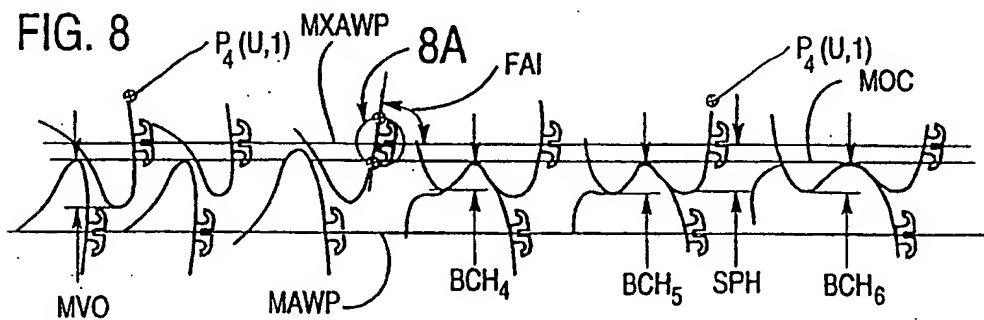 FIG. 8
P₄ (U,1)
MXAWP
8A
FAI
P₄ (U,1)
MOC
MVO
MAWP
BCH₄
BCH₅
SPH
BCH₆